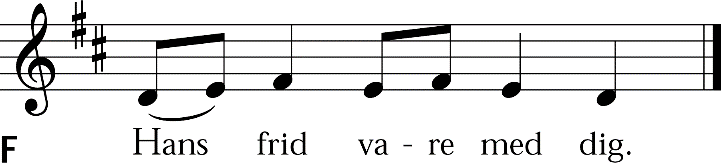 F Hans frid va - re med dig.